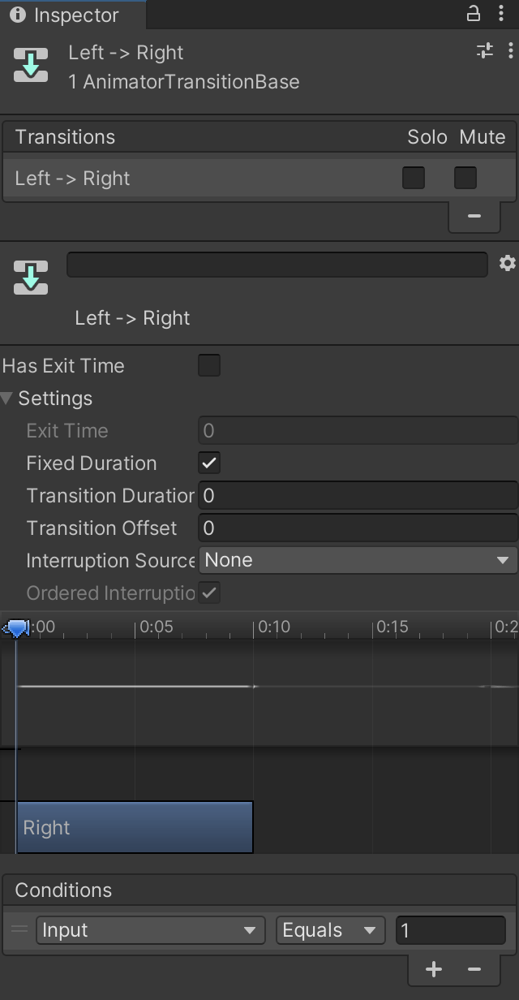 Inspector
Left -> Right
1 AnimatorTransitionBase
Transitions Solo Mute
Left -> Right
Left -> Right
Has Exit Time
Settings
Exit Time 0
Fixed Duration
Transition Duration 0
Transition Offset 0
Interruption Source None
Ordered Interruptio
:00 0:05 0:10 0:15 0:2
Right
Conditions
Input Equals 1